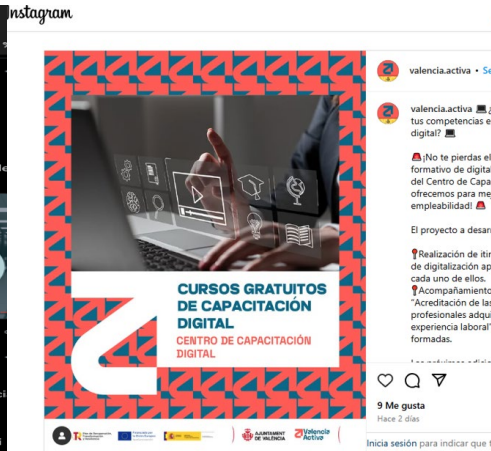 Instagram
CURSOS GRATUITOS
DE CAPACITACIÓN
DIGITAL
CENTRO DE CAPACITACIÓN
DIGITAL
AJUNTAMENT
DE VALÈNCIA
València
Activa
valencia.activa • Se
valencia.activa 💻¿
tus competencias e
digital? 💻
🚨¡No te pierdas el
formativo de digital
del Centro de Capa
ofrecemos para me
empleabilidad! 🚨
El proyecto a desarr
📍Realización de itin
de digitalización ap
cada uno de ellos.
📍Acompañamiento
"Acreditación de las
profesionales adqui
experiencia laboral"
formadas.
9 Me gusta
Hace 2 días
Inicia sesión para indicar que t